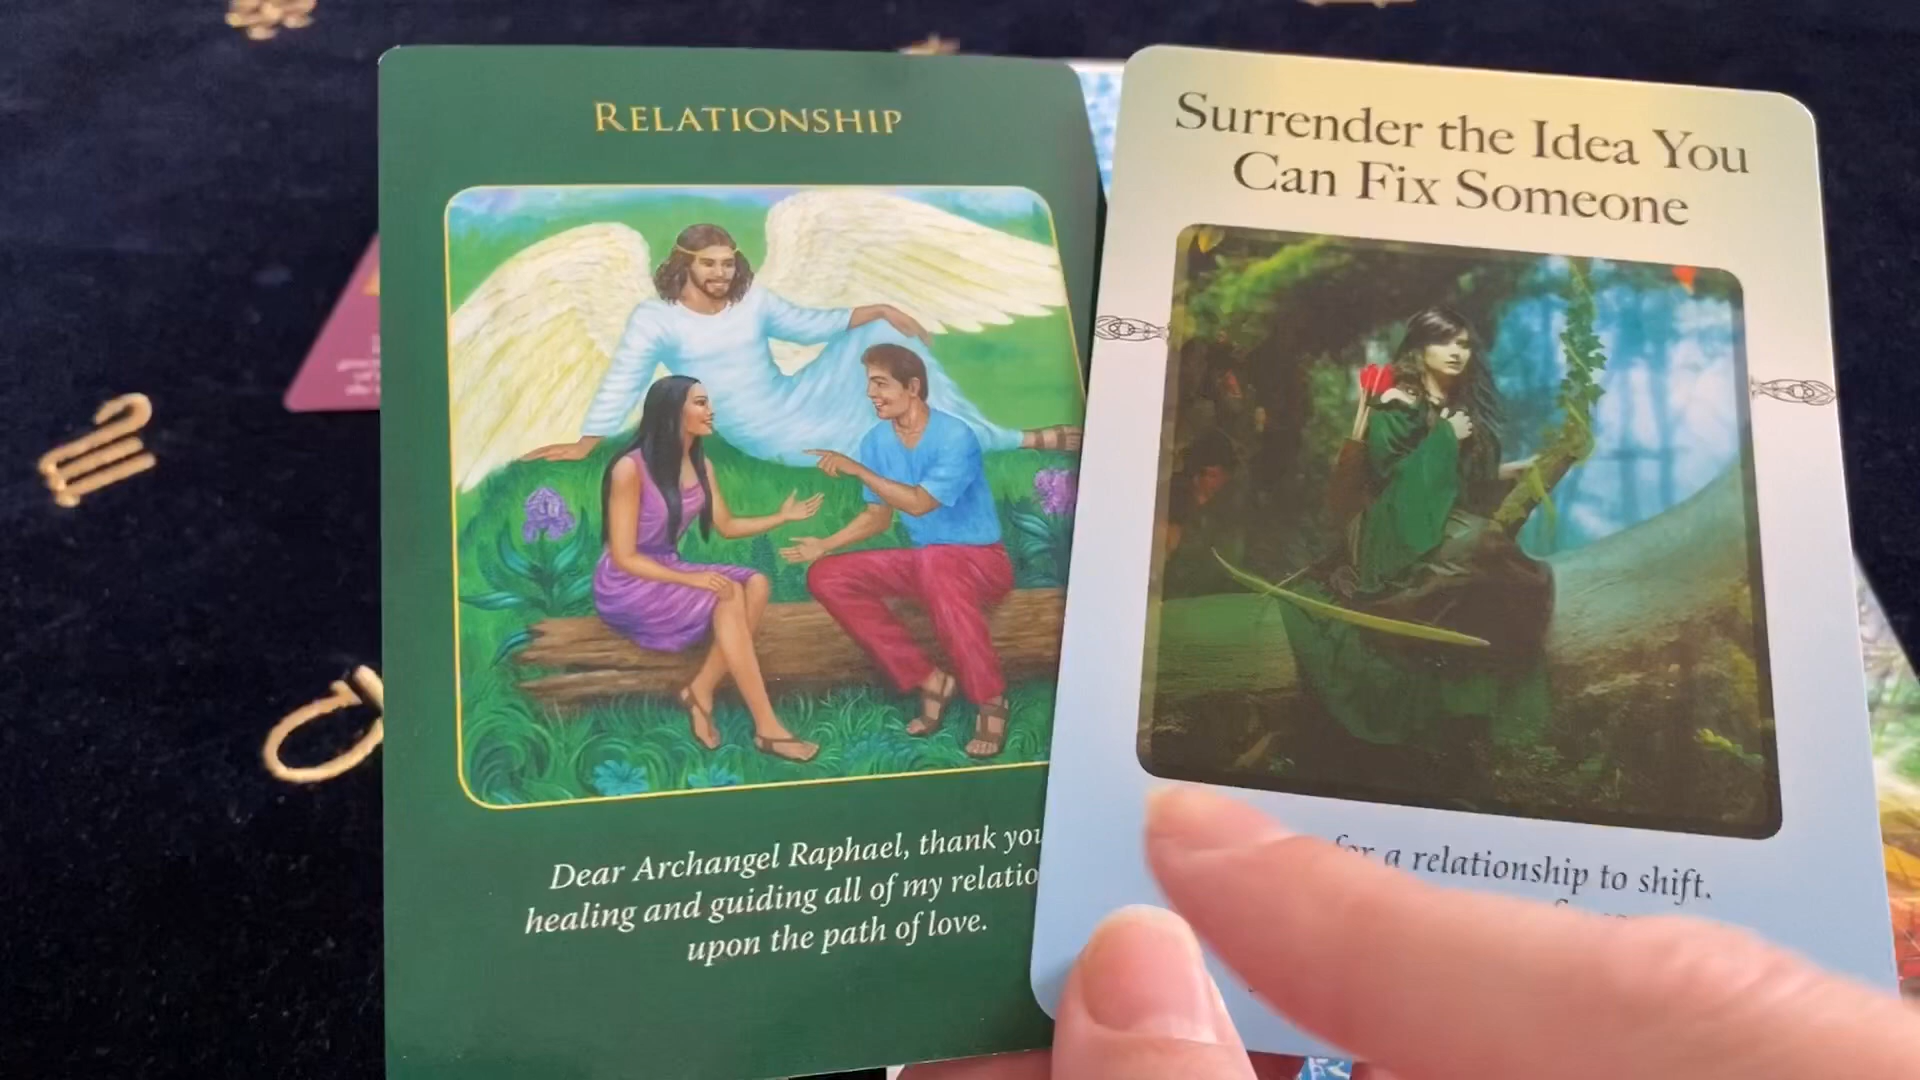 RELATIONSHIP
Dear Archangel Raphael, thank you
healing and guiding all of my relatio
upon the path of love.
Surrender the Idea You
Can Fix Someone
for a relationship to shift.